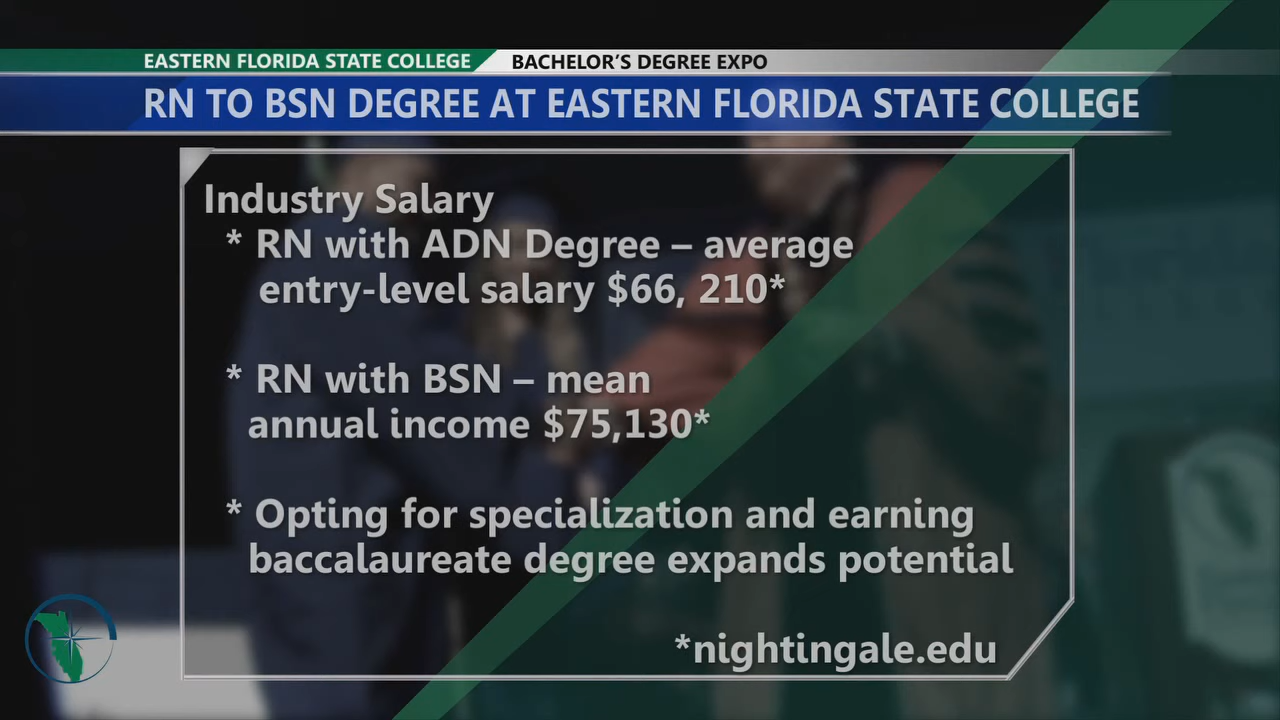 EASTERN FLORIDA STATE COLLEGE BACHELOR'S DEGREE EXPO
RN TO BSN DEGREE AT EASTERN FLORIDA STATE COLLEGE
Industry Salary
* RN with ADN Degree – average
entry-level salary $66, 210*
* RN with BSN – mean
annual income $75,130*
* Opting for specialization and earning
baccalaureate degree expands potential
*nightingale.edu